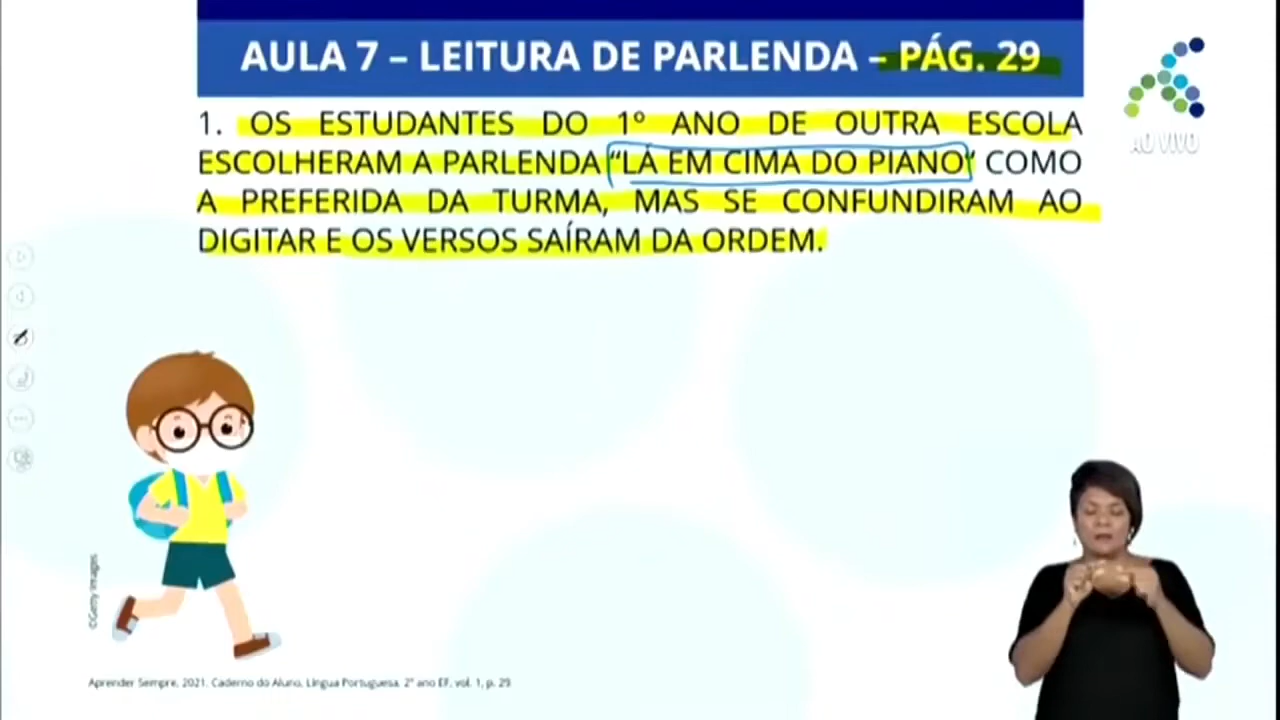 AULA 7 – LEITURA DE PARLENDA – PÁG. 29
1. OS ESTUDANTES DO 1º ANO DE OUTRA ESCOLA
ESCOLHERAM A PARLENDA “LÁ EM CIMA DO PIANO” COMO
A PREFERIDA DA TURMA, MAS SE CONFUNDIRAM AO
DIGITAR E OS VERSOS SAÍRAM DA ORDEM.
AO VIVO
©Getty Images
Aprender Sempre, 2021. Caderno do Aluno, Língua Portuguesa, 2º ano EF, vol. 1, p. 29